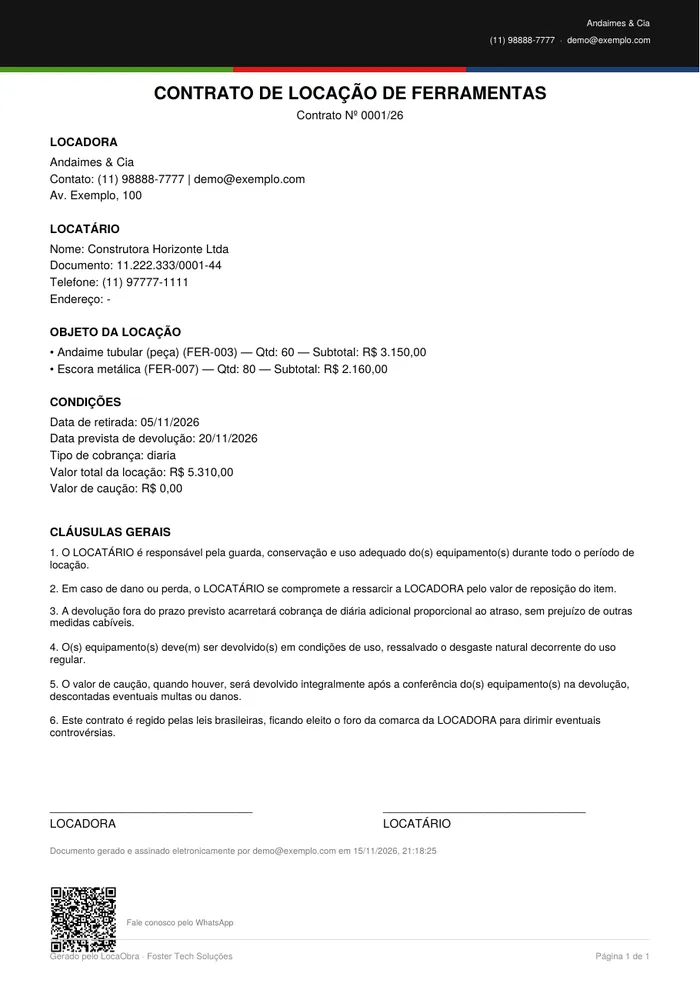 Andaimes & Cia
(11) 98888-7777 · demo@exemplo.com
CONTRATO DE LOCAÇÃO DE FERRAMENTAS
Contrato Nº 0001/26
LOCADORA
Andaimes & Cia
Contato: (11) 98888-7777 | demo@exemplo.com
Av. Exemplo, 100
LOCATÁRIO
Nome: Construtora Horizonte Ltda
Documento: 11.222.333/0001-44
Telefone: (11) 97777-1111
Endereço: -
OBJETO DA LOCAÇÃO
• Andaime tubular (peça) (FER-003) — Qtd: 60 — Subtotal: R$ 3.150,00
• Escora metálica (FER-007) — Qtd: 80 — Subtotal: R$ 2.160,00
CONDIÇÕES
Data de retirada: 05/11/2026
Data prevista de devolução: 20/11/2026
Tipo de cobrança: diaria
Valor total da locação: R$ 5.310,00
Valor de caução: R$ 0,00
CLÁUSULAS GERAIS
1. O LOCATÁRIO é responsável pela guarda, conservação e uso adequado do(s) equipamento(s) durante todo o período de
locação.
2. Em caso de dano ou perda, o LOCATÁRIO se compromete a ressarcir a LOCADORA pelo valor de reposição do item.
3. A devolução fora do prazo previsto acarretará cobrança de diária adicional proporcional ao atraso, sem prejuízo de outras
medidas cabíveis.
4. O(s) equipamento(s) deve(m) ser devolvido(s) em condições de uso, ressalvado o desgaste natural decorrente do uso
regular.
5. O valor de caução, quando houver, será devolvido integralmente após a conferência do(s) equipamento(s) na devolução,
descontadas eventuais multas ou danos.
6. Este contrato é regido pelas leis brasileiras, ficando eleito o foro da comarca da LOCADORA para dirimir eventuais
controvérsias.
LOCADORA
LOCATÁRIO
Documento gerado e assinado eletronicamente por demo@exemplo.com em 15/11/2026, 21:18:25
Fale conosco pelo WhatsApp
Gerado pelo LocaObra · Foster Tech Soluções
Página 1 de 1